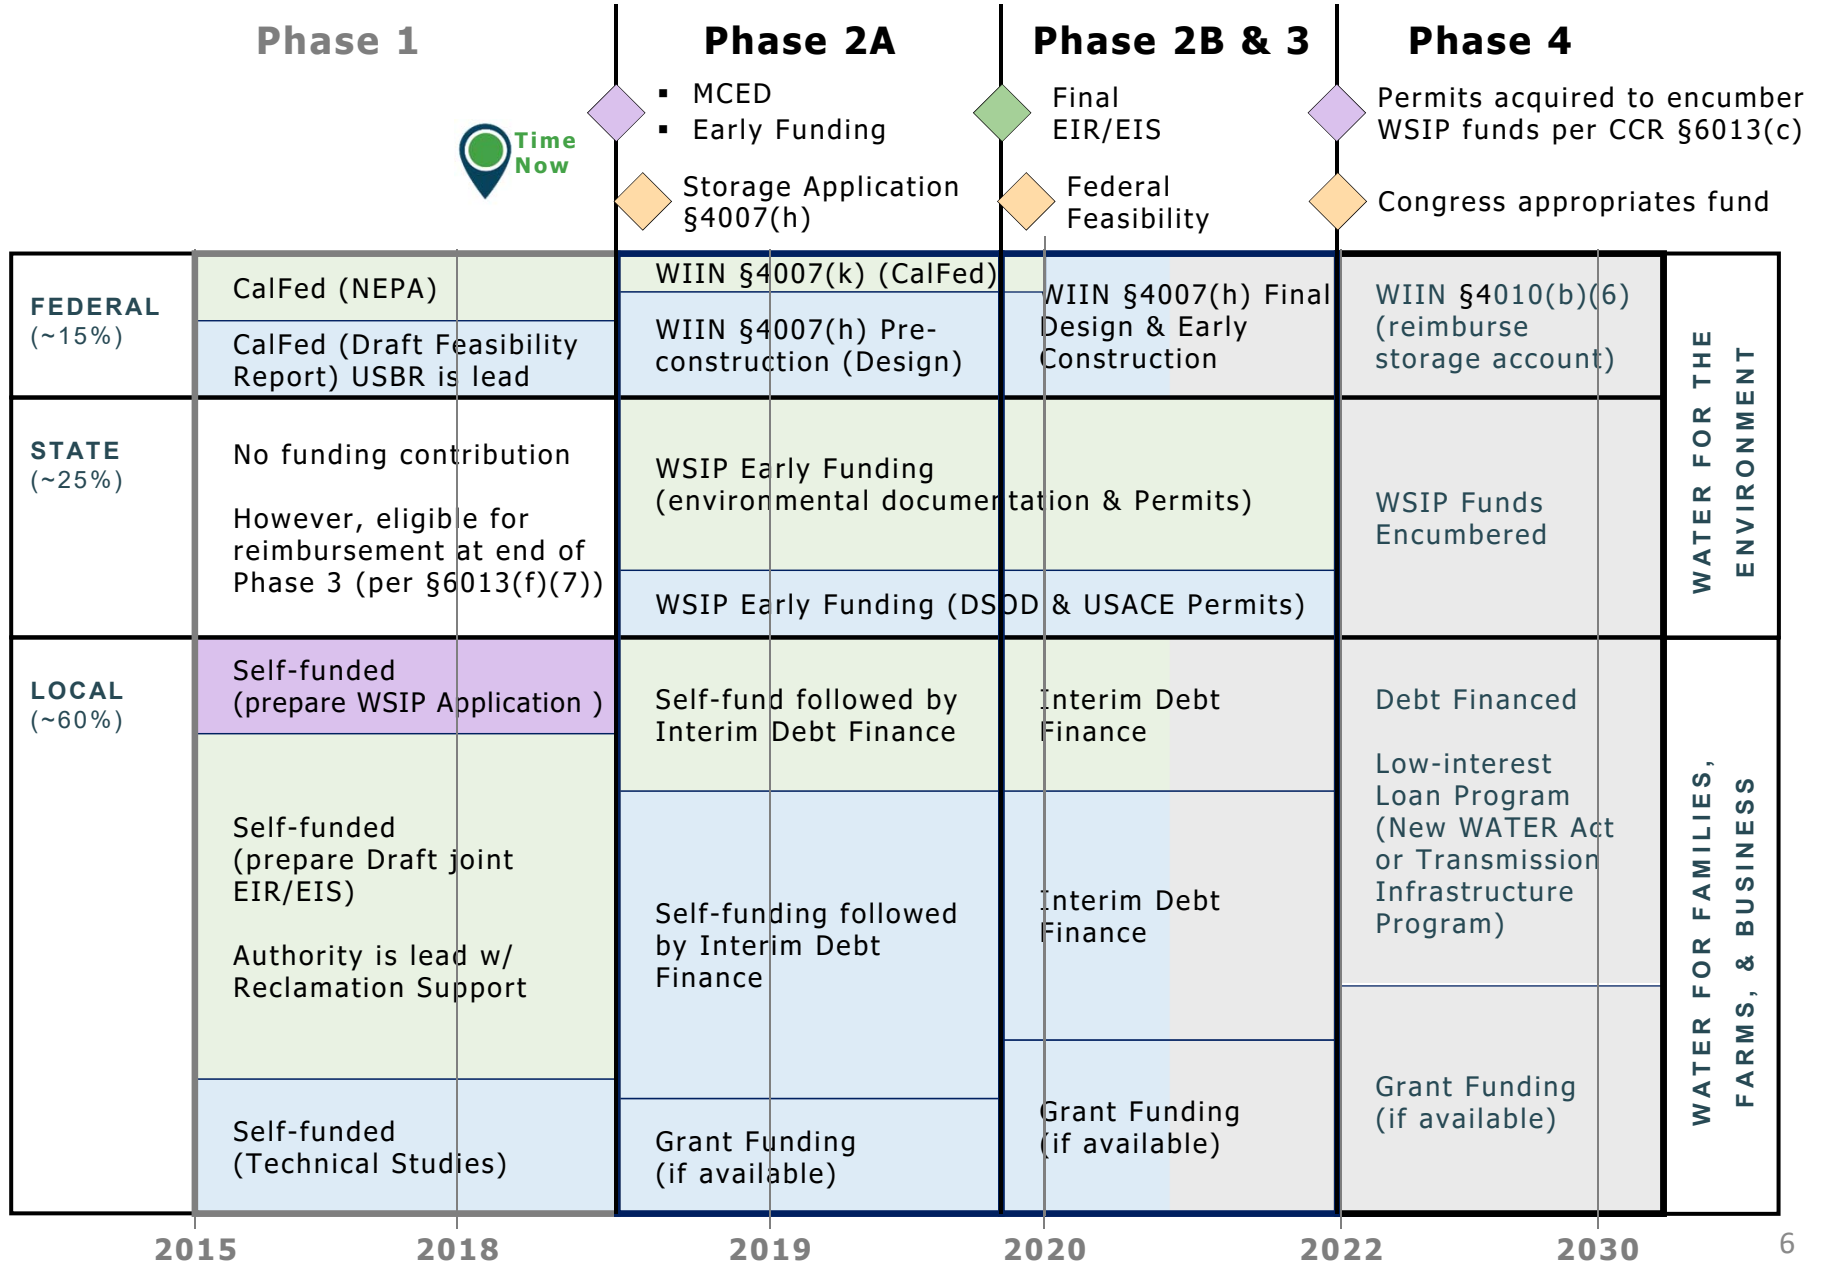 Phase 1
Phase 2A
Phase 2B & 3
Phase 4
▪ MCED
▪ Early Funding
Final
EIR/EIS
Permits acquired to encumber
WSIP funds per CCR §6013(c)
Time
Now
Storage Application
§4007(h)
Federal
Feasibility
Congress appropriates fund
FEDERAL
(~15%)
CalFed (NEPA)
CalFed (Draft Feasibility
Report) USBR is lead
WIIN §4007(k) (CalFed)
WIIN §4007(h) Pre-
construction (Design)
WIIN §4007(h) Final
Design & Early
Construction
WIIN §4010(b)(6)
(reimburse
storage account)
STATE
(~25%)
No funding contribution
However, eligible for
reimbursement at end of
Phase 3 (per §6013(f)(7))
WSIP Early Funding
(environmental documentation & Permits)
WSIP Early Funding (DSOD & USACE Permits)
WSIP Funds
Encumbered
WATER FOR THE
ENVIRONMENT
LOCAL
(~60%)
Self-funded
(prepare WSIP Application )
Self-funded
(prepare Draft joint
EIR/EIS)
Authority is lead w/
Reclamation Support
Self-funded
(Technical Studies)
Self-fund followed by
Interim Debt Finance
Self-funding followed
by Interim Debt
Finance
Grant Funding
(if available)
Interim Debt
Finance
Interim Debt
Finance
Grant Funding
(if available)
Debt Financed
Low-interest
Loan Program
(New WATER Act
or Transmission
Infrastructure
Program)
Grant Funding
(if available)
WATER FOR FAMILIES,
FARMS, & BUSINESS
2015
2018
2019
2020
2022
2030
6